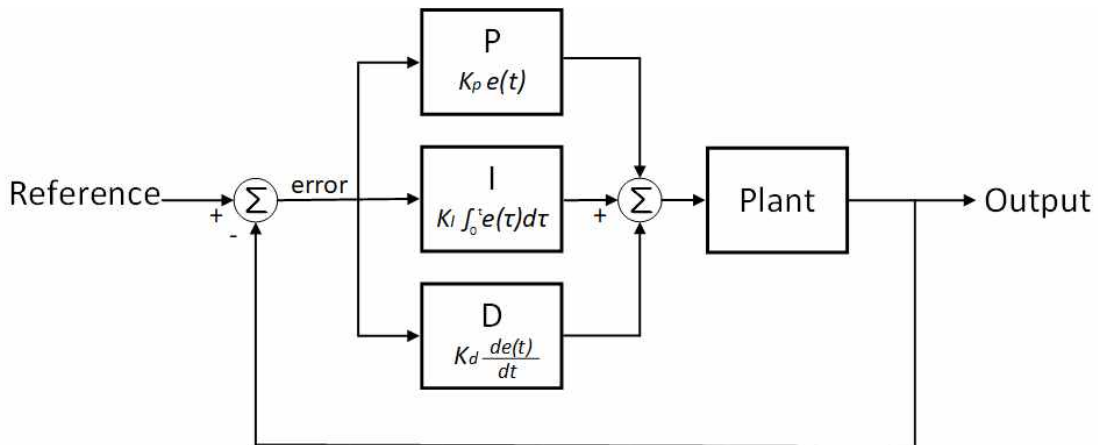 P
Kp e(t)
Reference
+
-
Σ
error
I
KI ∫₀ᵗ e(τ)dτ
+
Σ
Plant
Output
D
Kd de(t)/dt